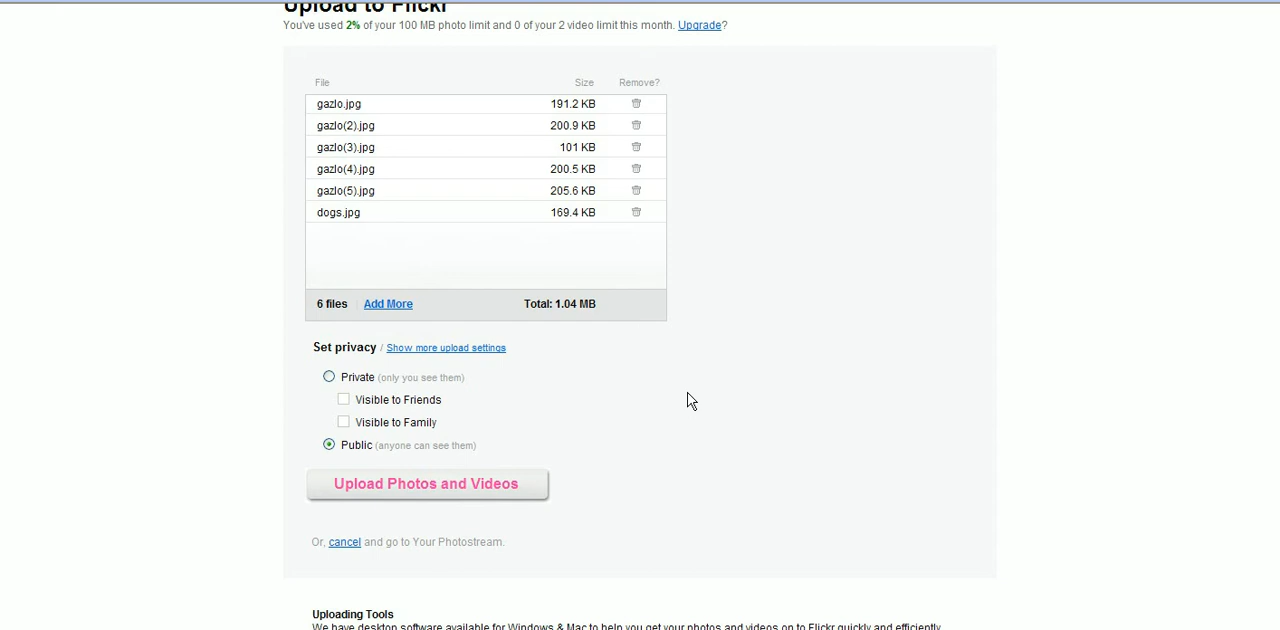 Upload to Flickr
You've used 2% of your 100 MB photo limit and 0 of your 2 video limit this month. Upgrade?
File Size Remove?
gazlo.jpg 191.2 KB
gazlo(2).jpg 200.9 KB
gazlo(3).jpg 101 KB
gazlo(4).jpg 200.5 KB
gazlo(5).jpg 205.6 KB
dogs.jpg 169.4 KB
6 files Add More Total: 1.04 MB
Set privacy / Show more upload settings
Private (only you see them)
Visible to Friends
Visible to Family
Public (anyone can see them)
Upload Photos and Videos
Or, cancel and go to Your Photostream.
Uploading Tools
We have desktop software available for Windows & Mac to help you get your photos and videos on to Flickr quickly and efficiently.